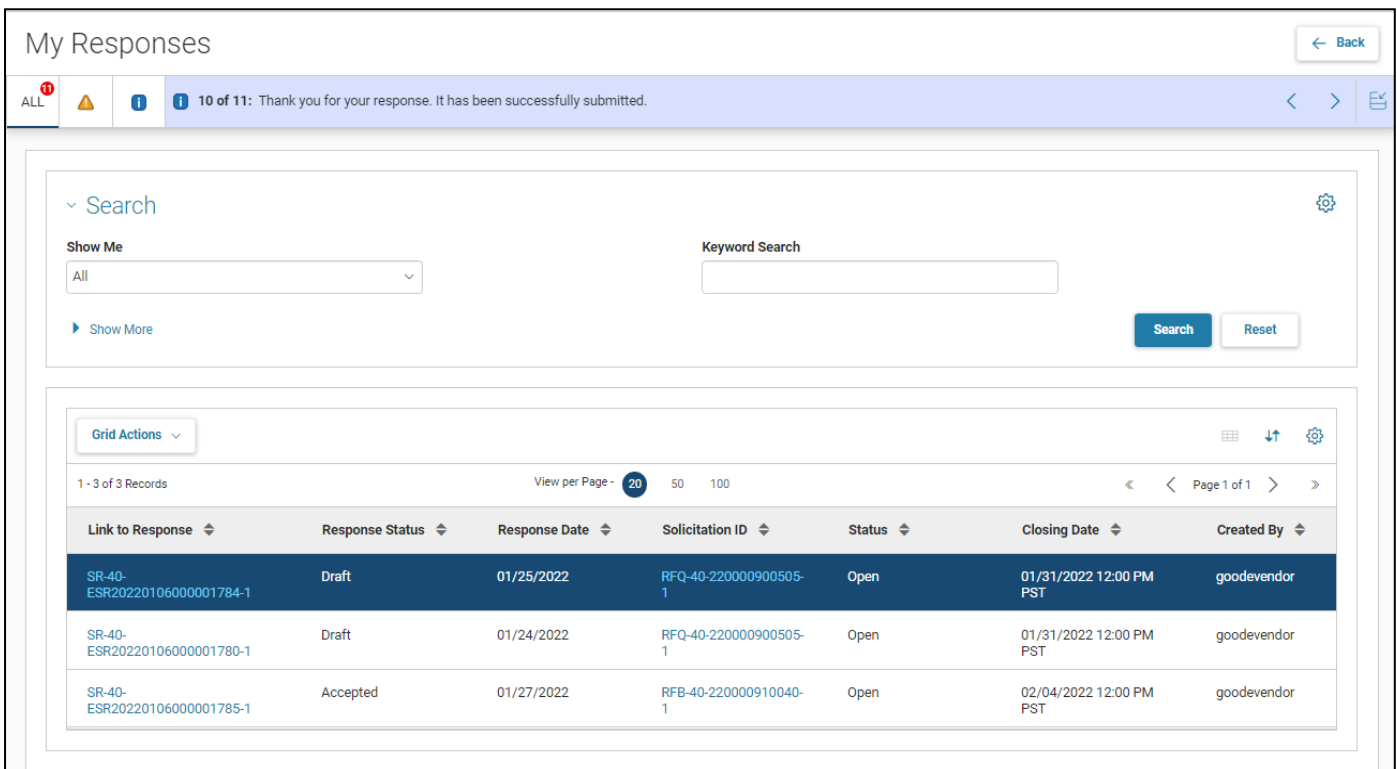 My Responses
Back
ALL 11
10 of 11: Thank you for your response. It has been successfully submitted.
Search
Show Me
Keyword Search
All
Show More
Search
Reset
Grid Actions
1 - 3 of 3 Records
View per Page - 20 50 100
Page 1 of 1
Link to Response Response Status Response Date Solicitation ID Status Closing Date Created By
SR-40- Draft 01/25/2022 RFQ-40-220000900505- Open 01/31/2022 12:00 PM goodevendor
ESR20220106000001784-1 1 PST
SR-40- Draft 01/24/2022 RFQ-40-220000900505- Open 01/31/2022 12:00 PM goodevendor
ESR20220106000001780-1 1 PST
SR-40- Accepted 01/27/2022 RFB-40-220000910040- Open 02/04/2022 12:00 PM goodevendor
ESR20220106000001785-1 1 PST